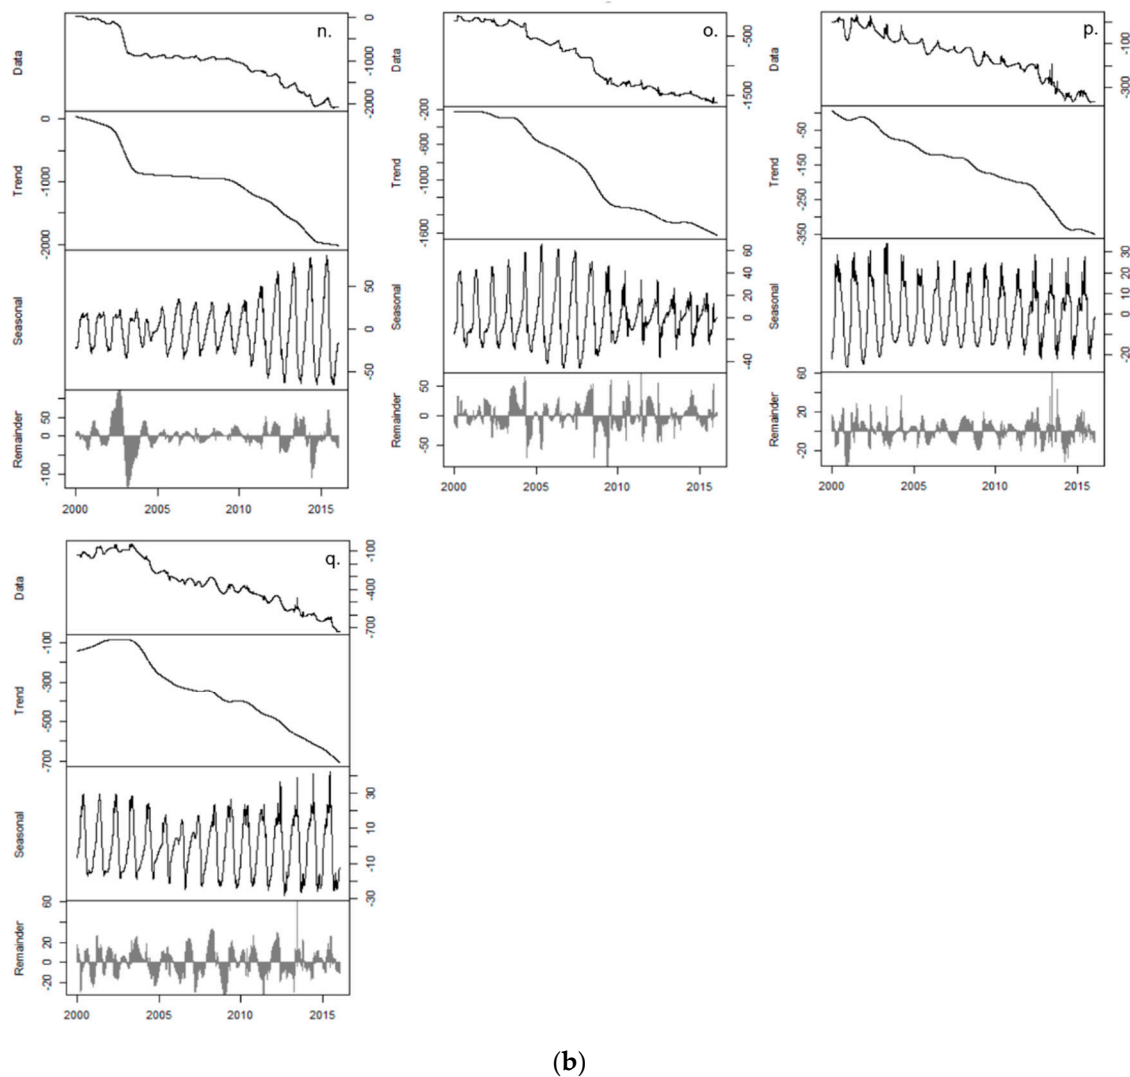 n.
Data
0
-1000
-2000
Trend
0
-1000
-2000
Seasonal
50
0
-50
Remainder
50
0
-100
2000 2005 2010 2015
o.
Data
-500
-1500
Trend
-200
-600
-1000
-1600
Seasonal
60
40
20
0
-40
Remainder
50
0
-50
2000 2005 2010 2015
p.
Data
-100
-300
Trend
-50
-150
-250
-350
Seasonal
30
20
10
0
-20
Remainder
60
20
-20
2000 2005 2010 2015
q.
Data
-100
-400
-700
Trend
-100
-300
-500
-700
Seasonal
30
10
-10
-30
Remainder
60
20
0
-20
2000 2005 2010 2015
(b)